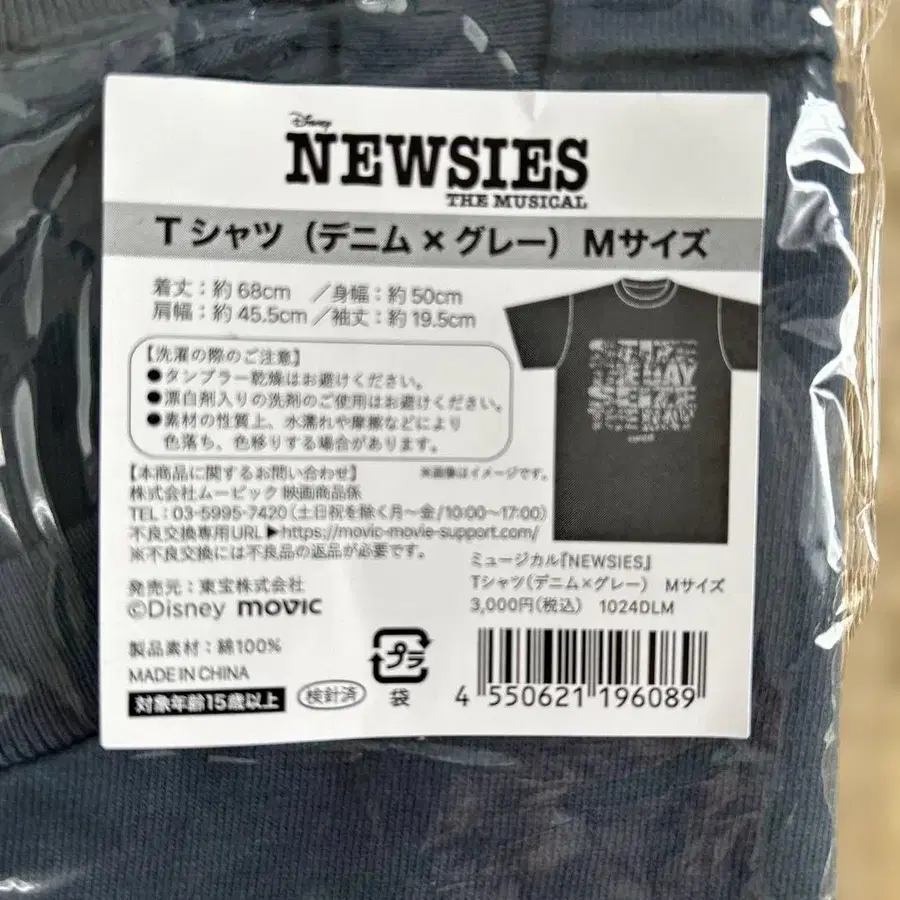 Disney
NEWSIES
THE MUSICAL
Tシャツ（デニム×グレー）Mサイズ
着丈：約68cm ／身幅：約50cm
肩幅：約45.5cm／袖丈：約19.5cm
【洗濯の際のご注意】
●タンブラー乾燥はお避けください。
●漂白剤入りの洗剤のご使用はお避けください。
●素材の性質上、水濡れや摩擦などにより
色落ち、色移りする場合があります。
【本商品に関するお問い合わせ】
※画像はイメージです。
株式会社ムービック 映画商品係
TEL：03-5995-7420（土日祝を除く月～金/10:00～17:00）
不良交換専用URL▶https://movic-movie-support.com/
※不良交換には不良品の返品が必要です。
発売元：東宝株式会社
©Disney movic
製品素材：綿100%
MADE IN CHINA
対象年齢15歳以上
検針済
プラ
袋
ミュージカル『NEWSIES』
Tシャツ（デニム×グレー） Mサイズ
3,000円（税込） 1024DLM
4 550621 196089